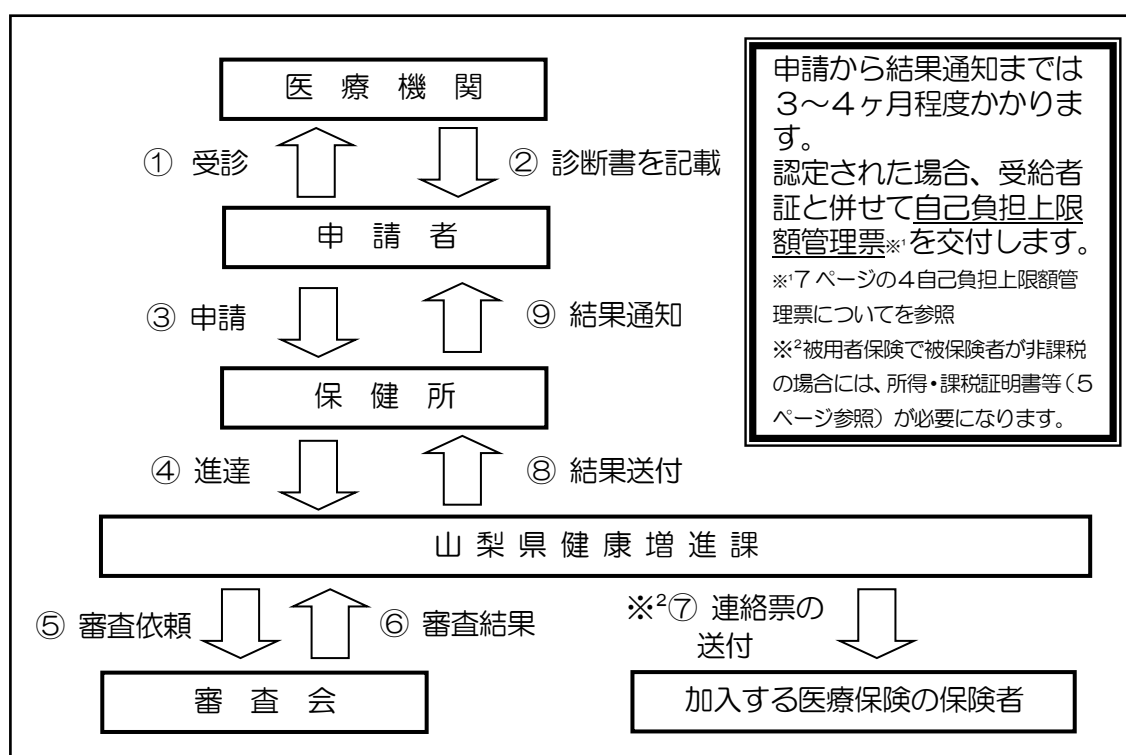 医療機関
① 受診
② 診断書を記載
申請者
③ 申請
⑨ 結果通知
保健所
④ 進達
⑧ 結果送付
山梨県健康増進課
⑤ 審査依頼
⑥ 審査結果
※²⑦ 連絡票の
送付
審査会
加入する医療保険の保険者
申請から結果通知までは
3~4ヶ月程度かかりま
す。
認定された場合、受給者
証と併せて自己負担上限
額管理票※¹を交付します。
※¹7ページの4自己負担上限額管
理票についてを参照
※²被用者保険で被保険者が非課税
の場合には、所得・課税証明書等(5
ページ参照)が必要になります。